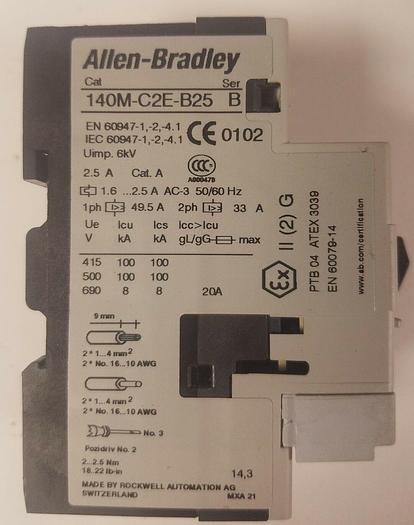 Allen-Bradley
Cat Ser
140M-C2E-B25 B
EN 60947-1,-2,-4.1
IEC 60947-1,-2,-4.1
CE 0102
Uimp. 6kV
CCC
A000478
2.5 A Cat. A
1.6 ...2.5 A AC-3 50/60 Hz
1ph I> 49.5 A 2ph I> 33 A
Ue Icu Ics Icc>Icu
V kA kA gL/gG max
415 100 100
500 100 100
690 8 8 20A
9 mm
2 * 1...4 mm²
2 * No. 16...10 AWG
2 * 1...4 mm²
2 * No. 16...10 AWG
No. 3
Pozidriv No. 2
2...2.5 Nm
18..22 lb-in
14,3
MADE BY ROCKWELL AUTOMATION AG
SWITZERLAND MXA 21
Ex II (2) G
PTB 04 ATEX 3039
EN 60079-14
www.ab.com/certification